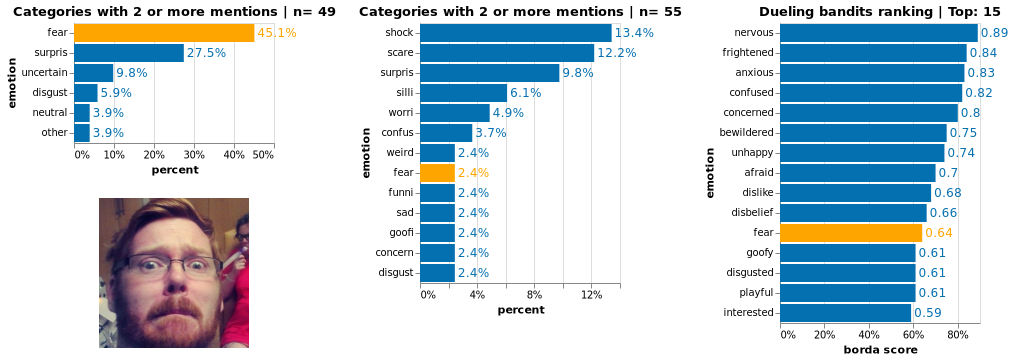 Categories with 2 or more mentions | n= 49
emotion
fear 45.1%
surpris 27.5%
uncertain 9.8%
disgust 5.9%
neutral 3.9%
other 3.9%
0% 10% 20% 30% 40% 50%
percent
Categories with 2 or more mentions | n= 55
emotion
shock 13.4%
scare 12.2%
surpris 9.8%
silli 6.1%
worri 4.9%
confus 3.7%
weird 2.4%
fear 2.4%
funni 2.4%
sad 2.4%
goofi 2.4%
concern 2.4%
disgust 2.4%
0% 4% 8% 12%
percent
Dueling bandits ranking | Top: 15
emotion
nervous 0.89
frightened 0.84
anxious 0.83
confused 0.82
concerned 0.8
bewildered 0.75
unhappy 0.74
afraid 0.7
dislike 0.68
disbelief 0.66
fear 0.64
goofy 0.61
disgusted 0.61
playful 0.61
interested 0.59
0% 20% 40% 60% 80%
borda score